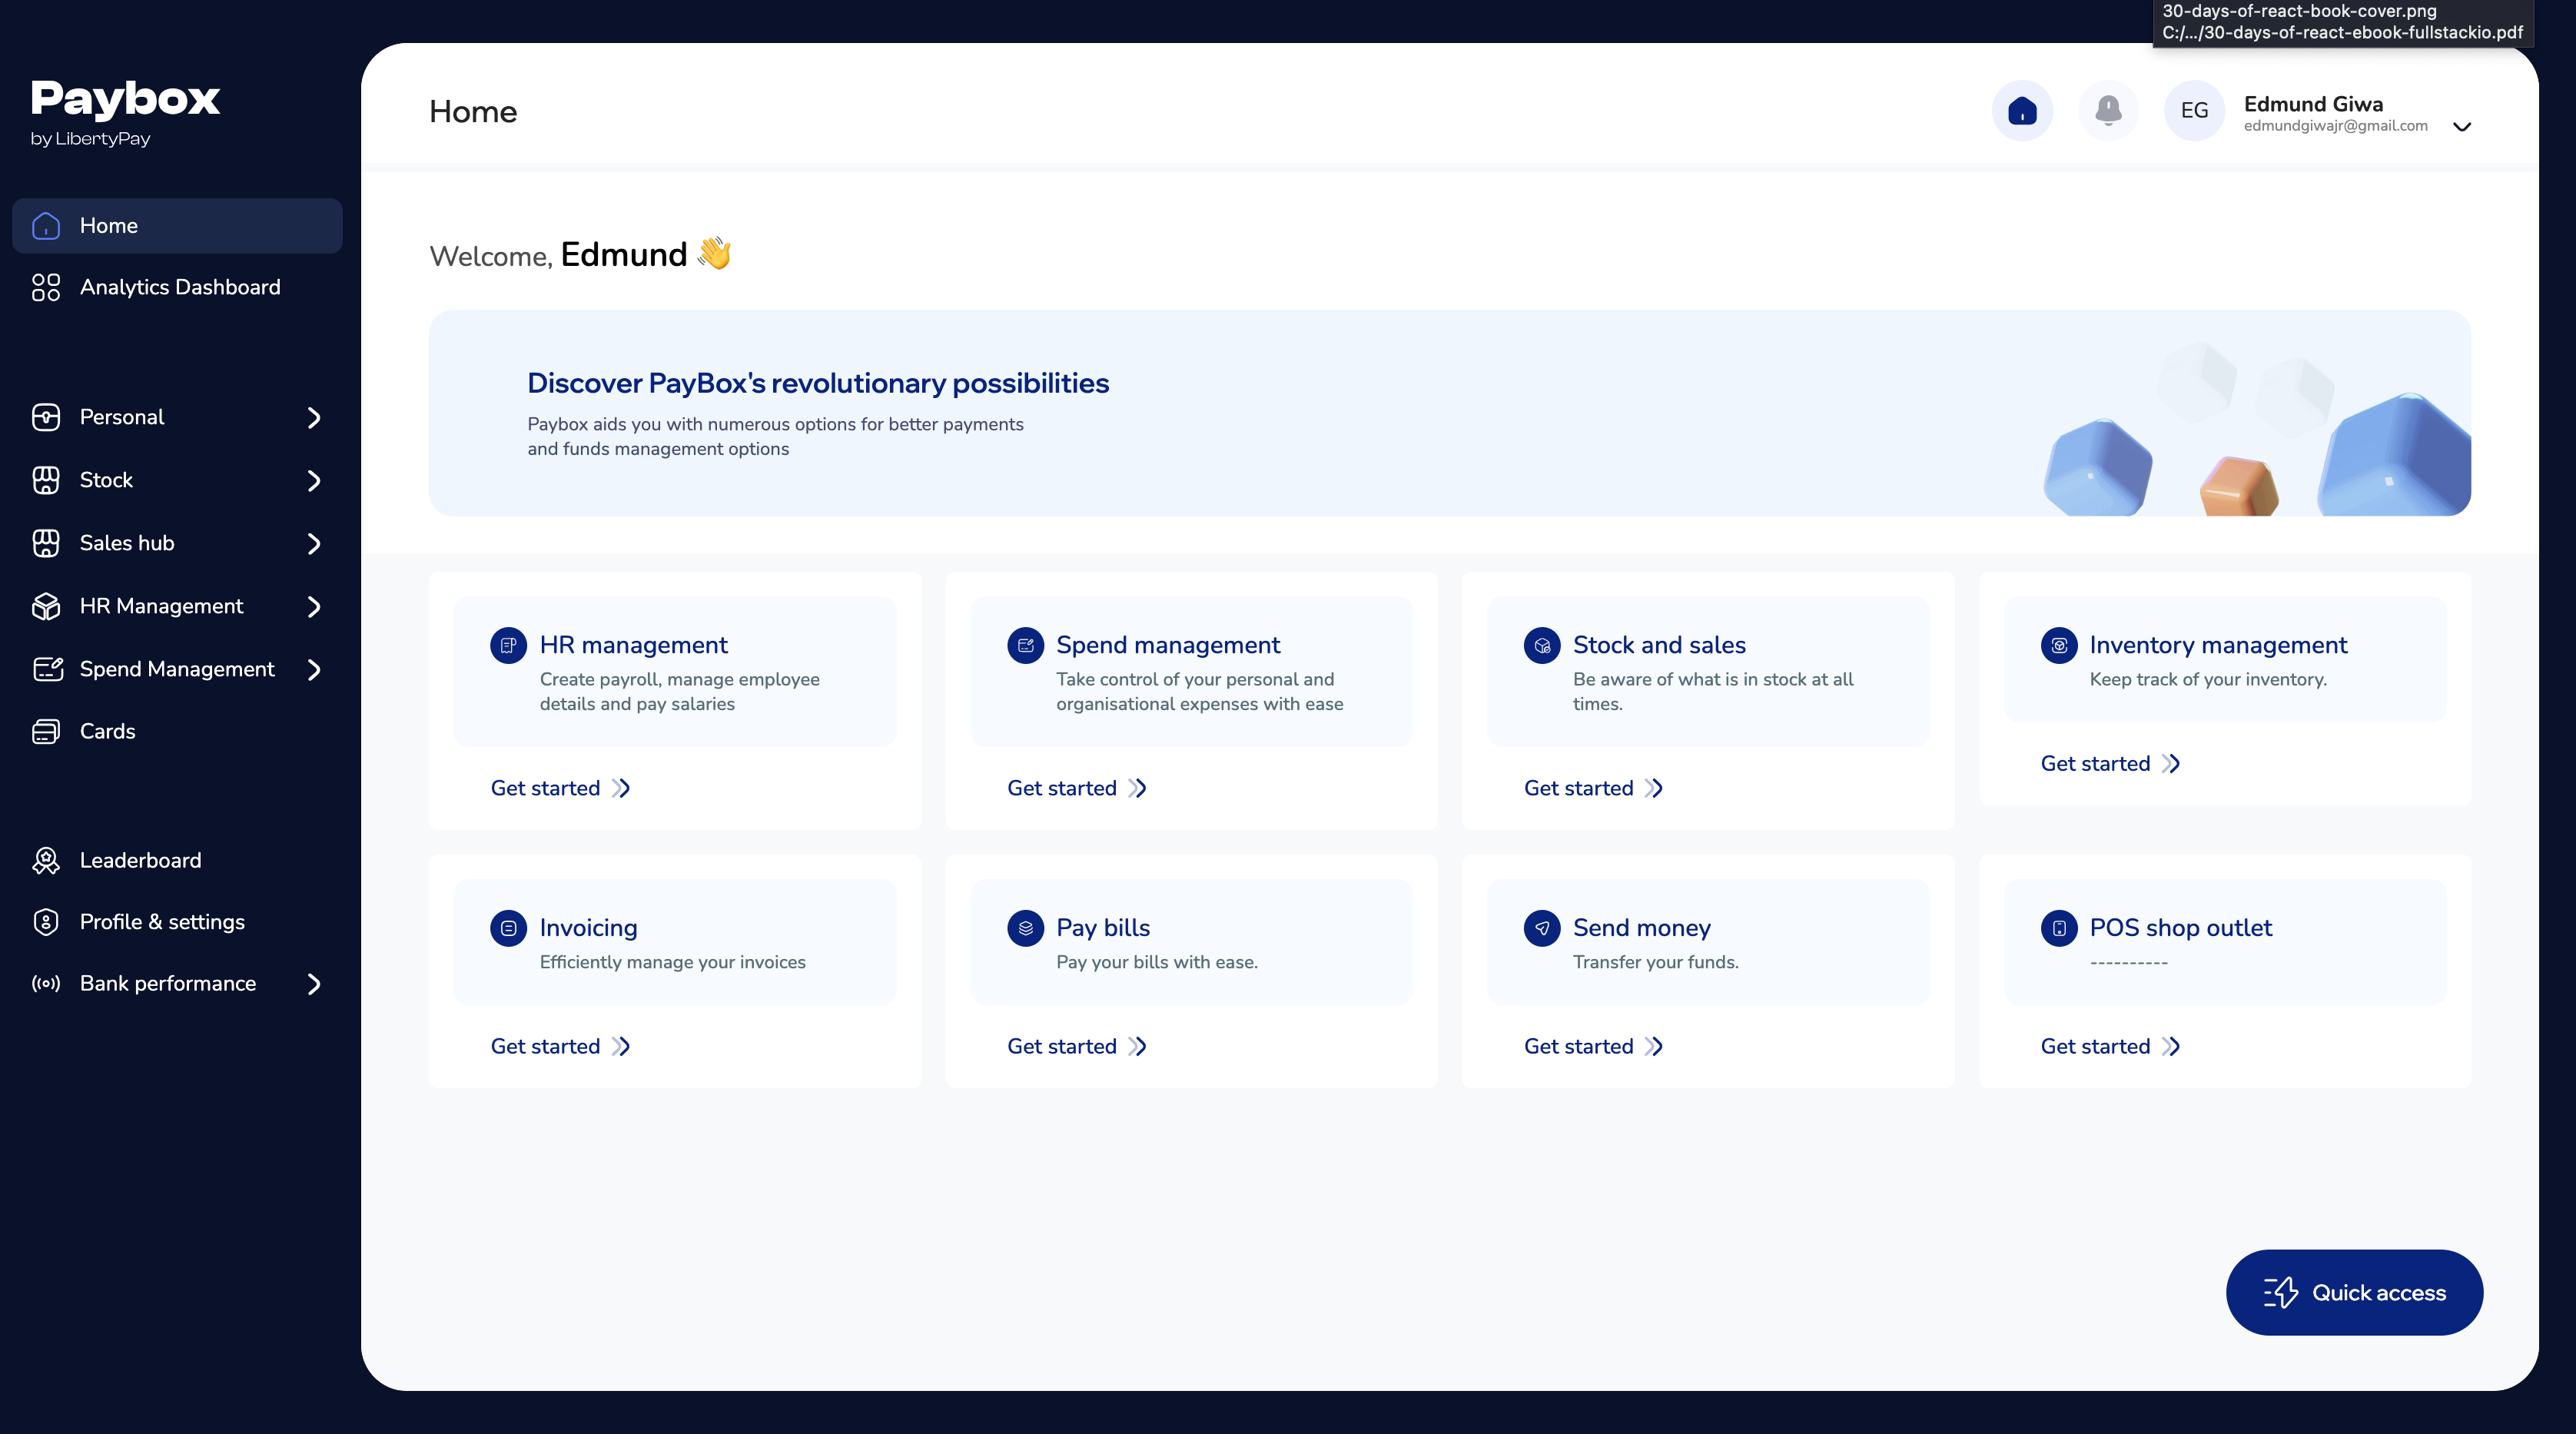 30-days-of-react-book-cover.png
C:/.../30-days-of-react-ebook-fullstackio.pdf
Paybox
by LibertyPay
Home
Analytics Dashboard
Personal
Stock
Sales hub
HR Management
Spend Management
Cards
Leaderboard
Profile & settings
Bank performance
Home
EG
Edmund Giwa
edmundgiwajr@gmail.com
Welcome, Edmund 👋
Discover PayBox's revolutionary possibilities
Paybox aids you with numerous options for better payments
and funds management options
HR management
Create payroll, manage employee
details and pay salaries
Get started
Spend management
Take control of your personal and
organisational expenses with ease
Get started
Stock and sales
Be aware of what is in stock at all
times.
Get started
Inventory management
Keep track of your inventory.
Get started
Invoicing
Efficiently manage your invoices
Get started
Pay bills
Pay your bills with ease.
Get started
Send money
Transfer your funds.
Get started
POS shop outlet
----------
Get started
Quick access